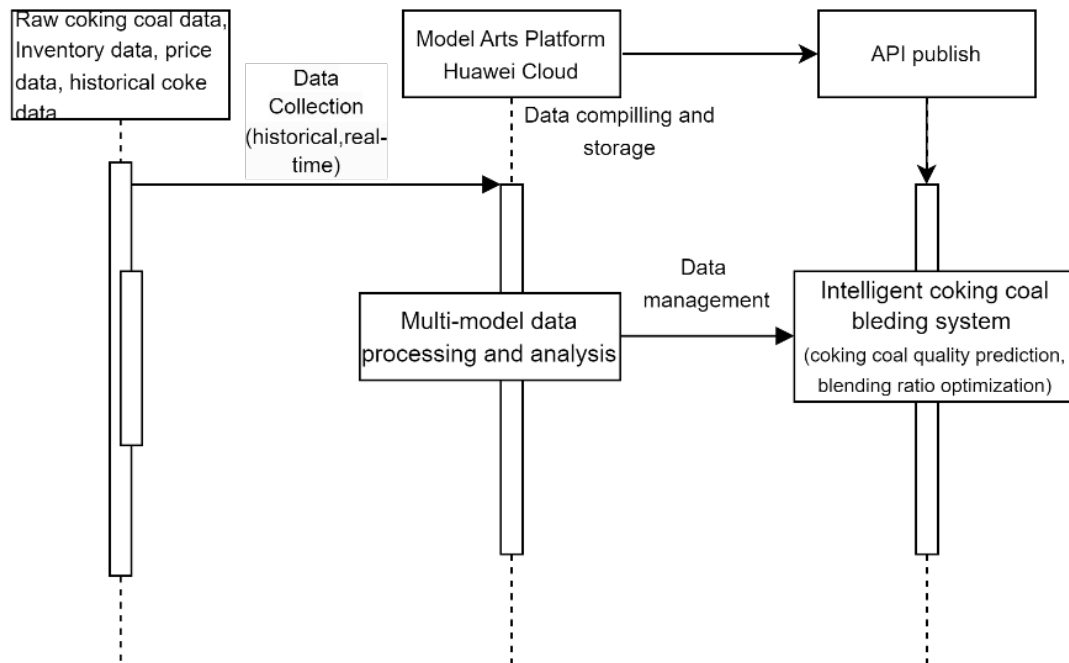 Raw coking coal data,
Inventory data, price
data, historical coke
data
Model Arts Platform
Huawei Cloud
API publish
Data
Collection
(historical,real-
time)
Data compilling and
storage
Data
management
Multi-model data
processing and analysis
Intelligent coking coal
bleding system
(coking coal quality prediction,
blending ratio optimization)